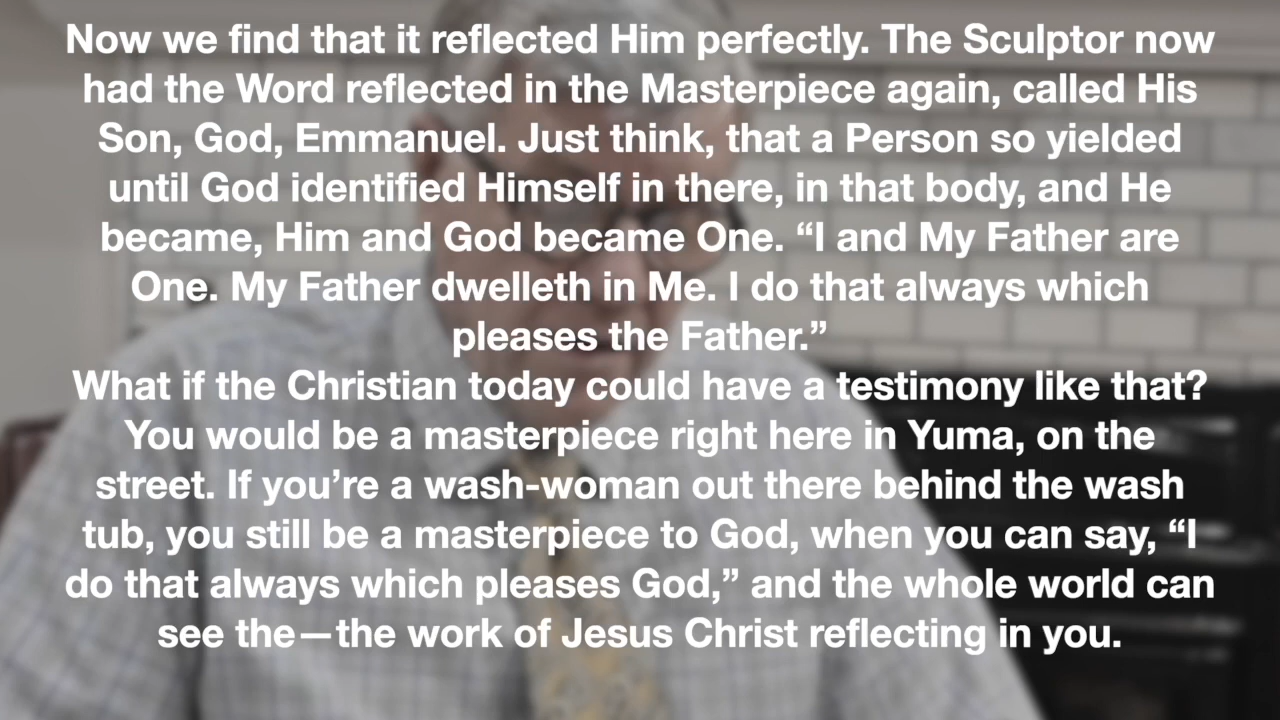 Now we find that it reflected Him perfectly. The Sculptor now
had the Word reflected in the Masterpiece again, called His
Son, God, Emmanuel. Just think, that a Person so yielded
until God identified Himself in there, in that body, and He
became, Him and God became One. “I and My Father are
One. My Father dwelleth in Me. I do that always which
pleases the Father.”
What if the Christian today could have a testimony like that?
You would be a masterpiece right here in Yuma, on the
street. If you’re a wash-woman out there behind the wash
tub, you still be a masterpiece to God, when you can say, “I
do that always which pleases God,” and the whole world can
see the—the work of Jesus Christ reflecting in you.